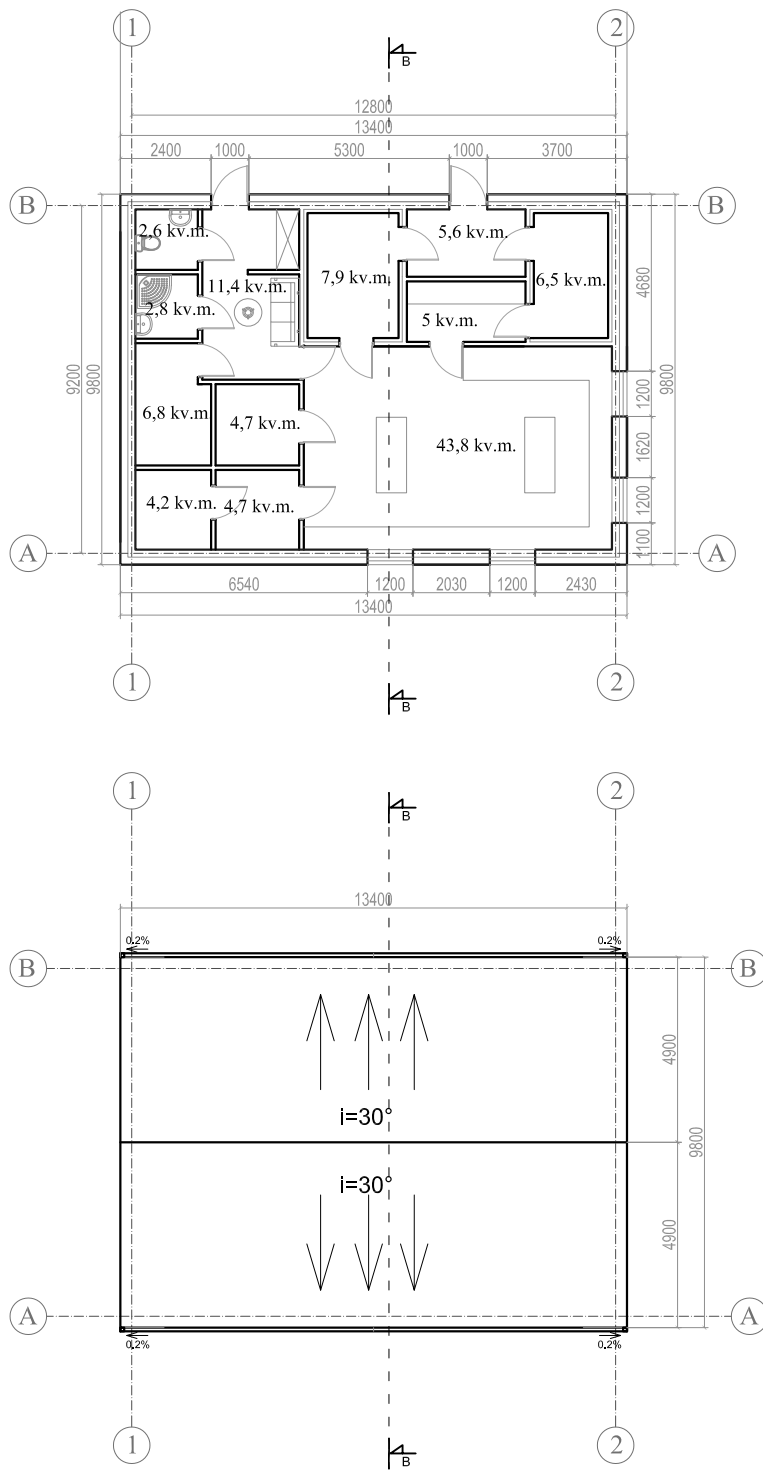 1
2
B
12800
13400
2400 1000 5300 1000 3700
B
B
2,6 kv.m.
5,6 kv.m.
7,9 kv.m.
6,5 kv.m.
11,4 kv.m.
2,8 kv.m.
5 kv.m.
4680
9200
9800
9800
1200
6,8 kv.m
4,7 kv.m.
43,8 kv.m.
1620
4,2 kv.m.
4,7 kv.m.
1200
1100
A
A
6540 1200 2030 1200 2430
13400
1
2
B
1
2
B
13400
0.2%
0.2%
B
B
4900
i=30°
9800
i=30°
4900
A
A
0.2%
0.2%
1
2
B